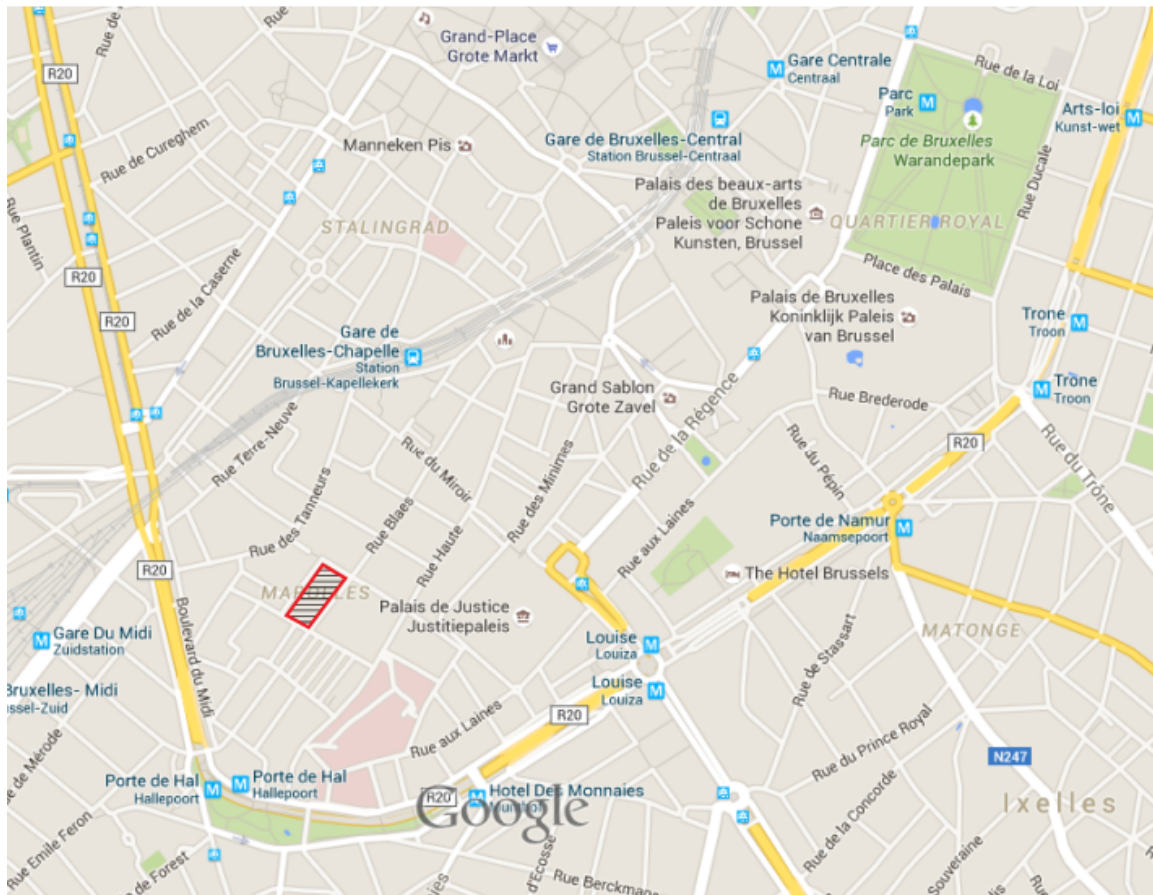 Grand-Place
Grote Markt
Rue de
R20
Gare Centrale
Centraal
Rue de la Loi
Parc
Park
Arts-loi
Kunst-wet
Rue de Cureghem
Manneken Pis
Gare de Bruxelles-Central
Station Brussel-Centraal
Parc de Bruxelles
Warandepark
Rue Ducale
Palais des beaux-arts
de Bruxelles
Paleis voor Schone
Kunsten, Brussel
Rue Plantin
STALINGRAD
QUARTIER ROYAL
R20
Rue de la Caserne
Place des Palais
R20
Palais de Bruxelles
Koninklijk Paleis
van Brussel
Trone
Troon
Gare de
Bruxelles-Chapelle
Station
Brussel-Kapellekerk
Grand Sablon
Grote Zavel
Rue de la Régence
Trone
Troon
Rue Brederode
Rue Terre-Neuve
Rue du Miroir
Rue des Minimes
Rue du Pépin
R20
Rue du Trône
Rue des Tanneurs
Rue Blaes
Rue Haute
Rue aux Laines
Porte de Namur
Naamsepoort
R20
The Hotel Brussels
Palais de Justice
Justitiepaleis
Boulevard du Midi
Gare Du Midi
Zuidstation
Louise
Louiza
Rue de Stassart
MATONGE
Bruxelles- Midi
ssel-Zuid
Louise
Louiza
R20
Rue aux Laines
e de Mérode
Rue du Prince Royal
N247
Porte de Hal
Hallepoort
Porte de Hal
Hallepoort
R20
Hotel Des Monnaies
Google
Ixelles
Rue de la Concorde
Rue Emile Feron
e de Forest
d'Ecosse
Rue Berckman
Souveraine